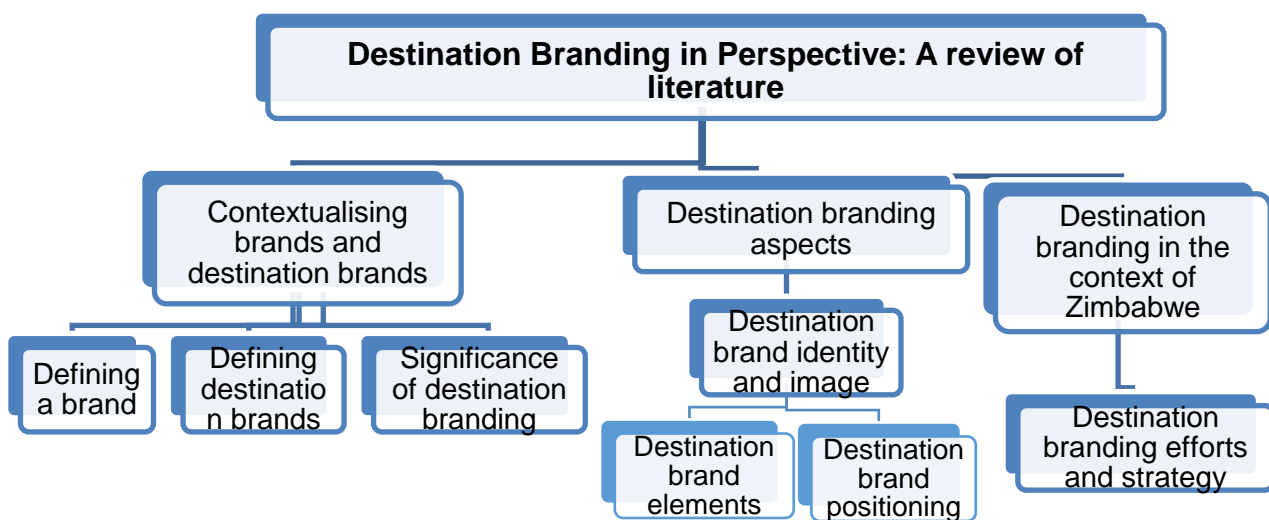 Destination Branding in Perspective: A review of
literature
Contextualising
brands and
destination brands
Destination branding
aspects
Destination
branding in the
context of
Zimbabwe
Defining
a brand
Defining
destinatio
n brands
Significance
of destination
branding
Destination
brand identity
and image
Destination
brand
elements
Destination
brand
positioning
Destination
branding efforts
and strategy